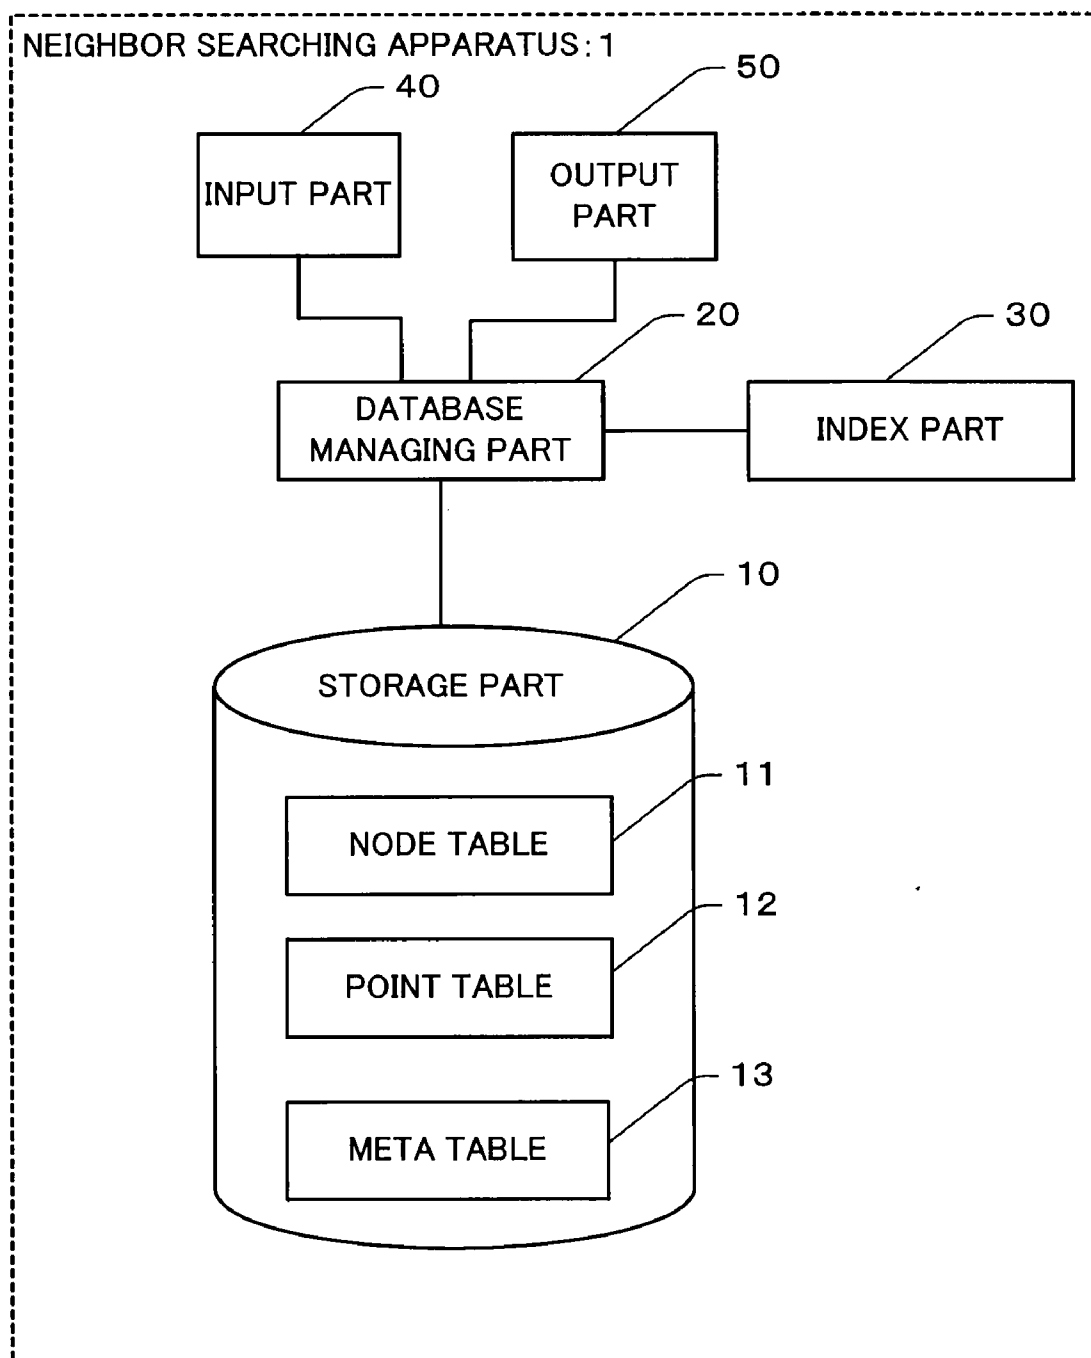 NEIGHBOR SEARCHING APPARATUS: 1
40
50
INPUT PART
OUTPUT
PART
20
30
DATABASE
MANAGING PART
INDEX PART
10
STORAGE PART
11
NODE TABLE
12
POINT TABLE
13
META TABLE